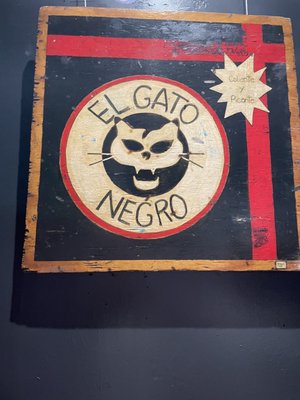 Caliente
y
Picante
EL GATO
NEGRO